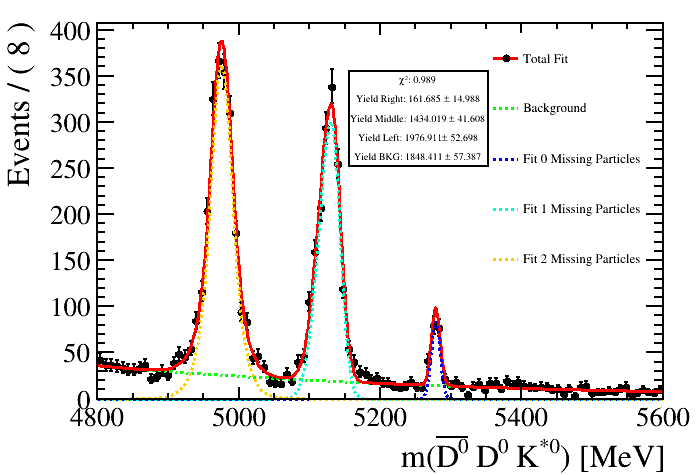 Events / ( 8 )
400
350
300
250
200
150
100
50
0
4800 5000 5200 5400 5600
m(D̅⁰ D⁰ K*⁰) [MeV]
χ²: 0.989
Yield Right: 161.685 ± 14.988
Yield Middle: 1434.019 ± 41.608
Yield Left: 1976.911± 52.698
Yield BKG: 1848.411 ± 57.387
Total Fit
Background
Fit 0 Missing Particles
Fit 1 Missing Particles
Fit 2 Missing Particles